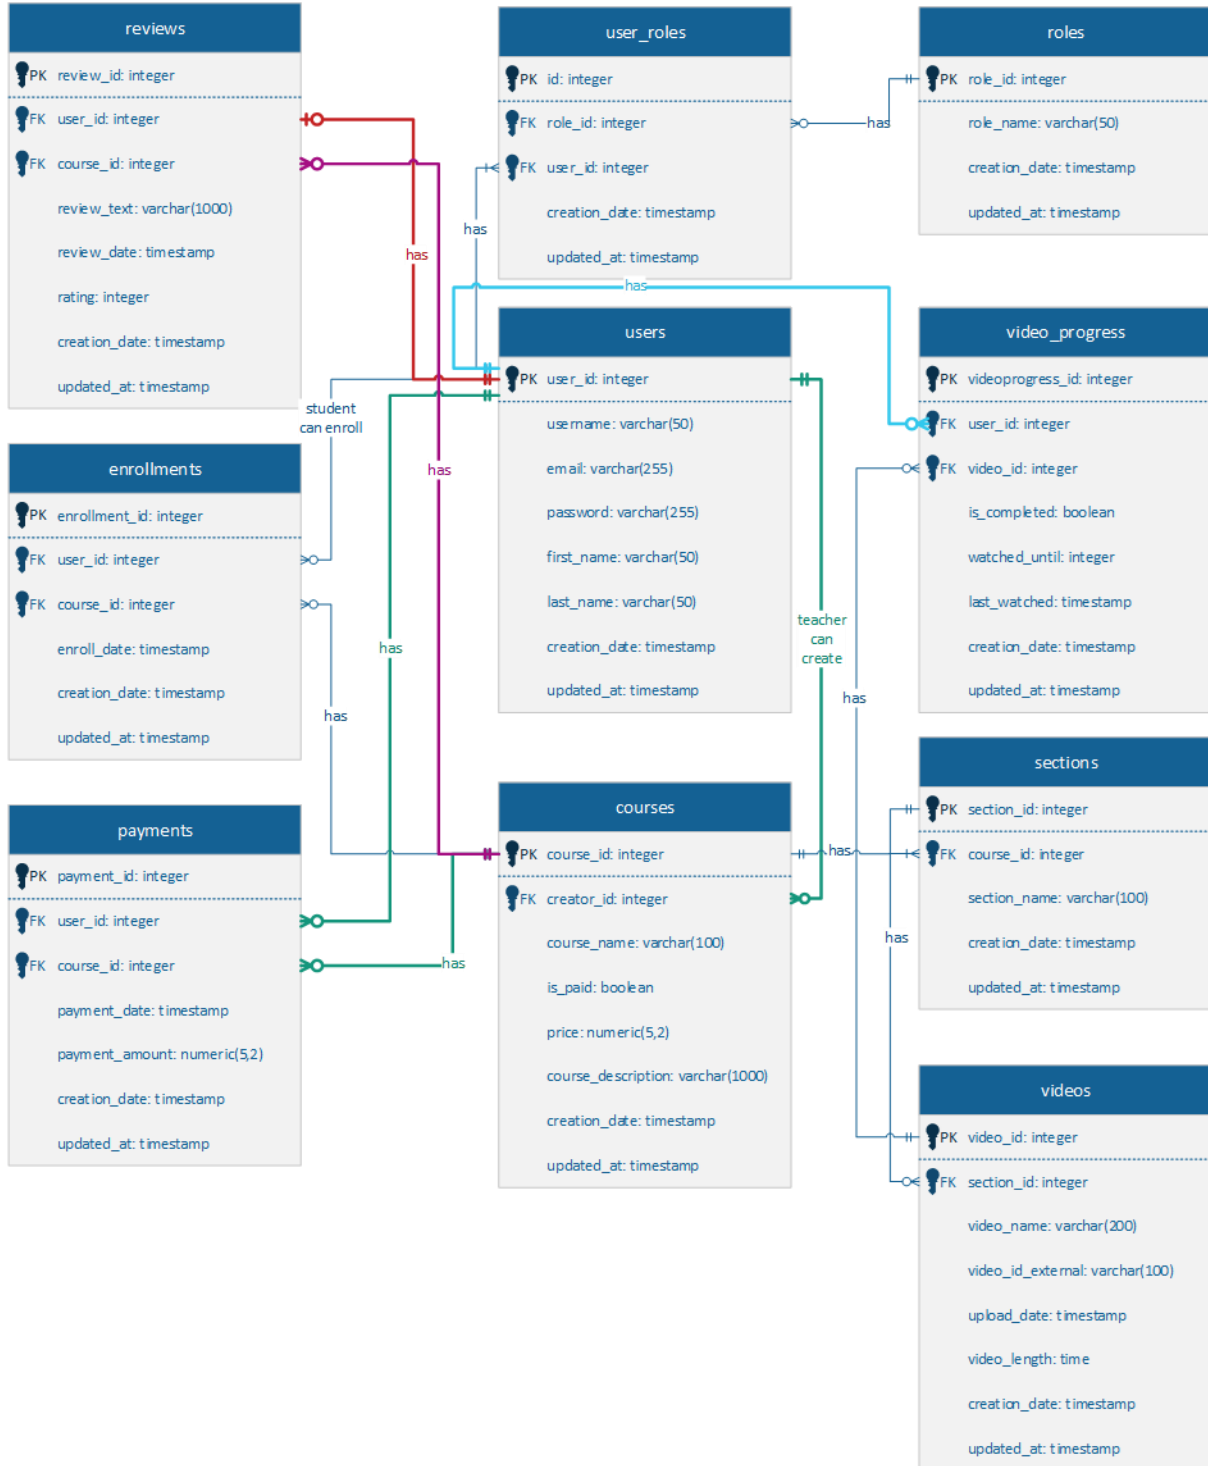 reviews
PK review_id: integer
FK user_id: integer
FK course_id: integer
review_text: varchar(1000)
review_date: timestamp
rating: integer
creation_date: timestamp
updated_at: timestamp
user_roles
PK id: integer
FK role_id: integer
FK user_id: integer
creation_date: timestamp
updated_at: timestamp
roles
PK role_id: integer
role_name: varchar(50)
creation_date: timestamp
updated_at: timestamp
has
has
has
has
users
PK user_id: integer
username: varchar(50)
email: varchar(255)
password: varchar(255)
first_name: varchar(50)
last_name: varchar(50)
creation_date: timestamp
updated_at: timestamp
video_progress
PK videoprogress_id: integer
FK user_id: integer
FK video_id: integer
is_completed: boolean
watched_until: integer
last_watched: timestamp
creation_date: timestamp
updated_at: timestamp
student
can enroll
has
enrollments
PK enrollment_id: integer
FK user_id: integer
FK course_id: integer
enroll_date: timestamp
creation_date: timestamp
updated_at: timestamp
has
teacher
can
create
has
has
payments
PK payment_id: integer
FK user_id: integer
FK course_id: integer
payment_date: timestamp
payment_amount: numeric(5,2)
creation_date: timestamp
updated_at: timestamp
has
courses
PK course_id: integer
FK creator_id: integer
course_name: varchar(100)
is_paid: boolean
price: numeric(5,2)
course_description: varchar(1000)
creation_date: timestamp
updated_at: timestamp
has
has
sections
PK section_id: integer
FK course_id: integer
section_name: varchar(100)
creation_date: timestamp
updated_at: timestamp
videos
PK video_id: integer
FK section_id: integer
video_name: varchar(200)
video_id_external: varchar(100)
upload_date: timestamp
video_length: time
creation_date: timestamp
updated_at: timestamp